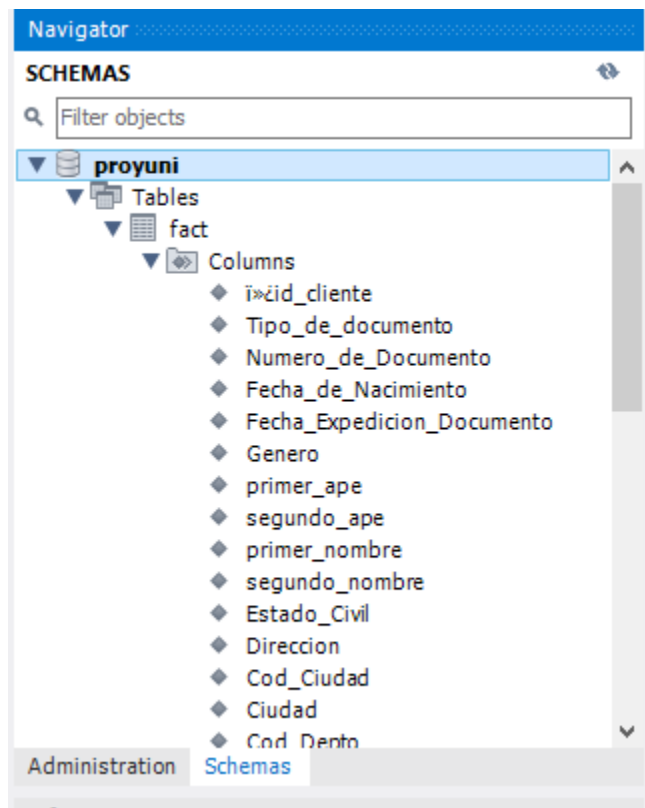 Navigator
SCHEMAS
Filter objects
proyuni
Tables
fact
Columns
ï»¿id_cliente
Tipo_de_documento
Numero_de_Documento
Fecha_de_Nacimiento
Fecha_Expedicion_Documento
Genero
primer_ape
segundo_ape
primer_nombre
segundo_nombre
Estado_Civil
Direccion
Cod_Ciudad
Ciudad
Cod_Depto
Administration Schemas